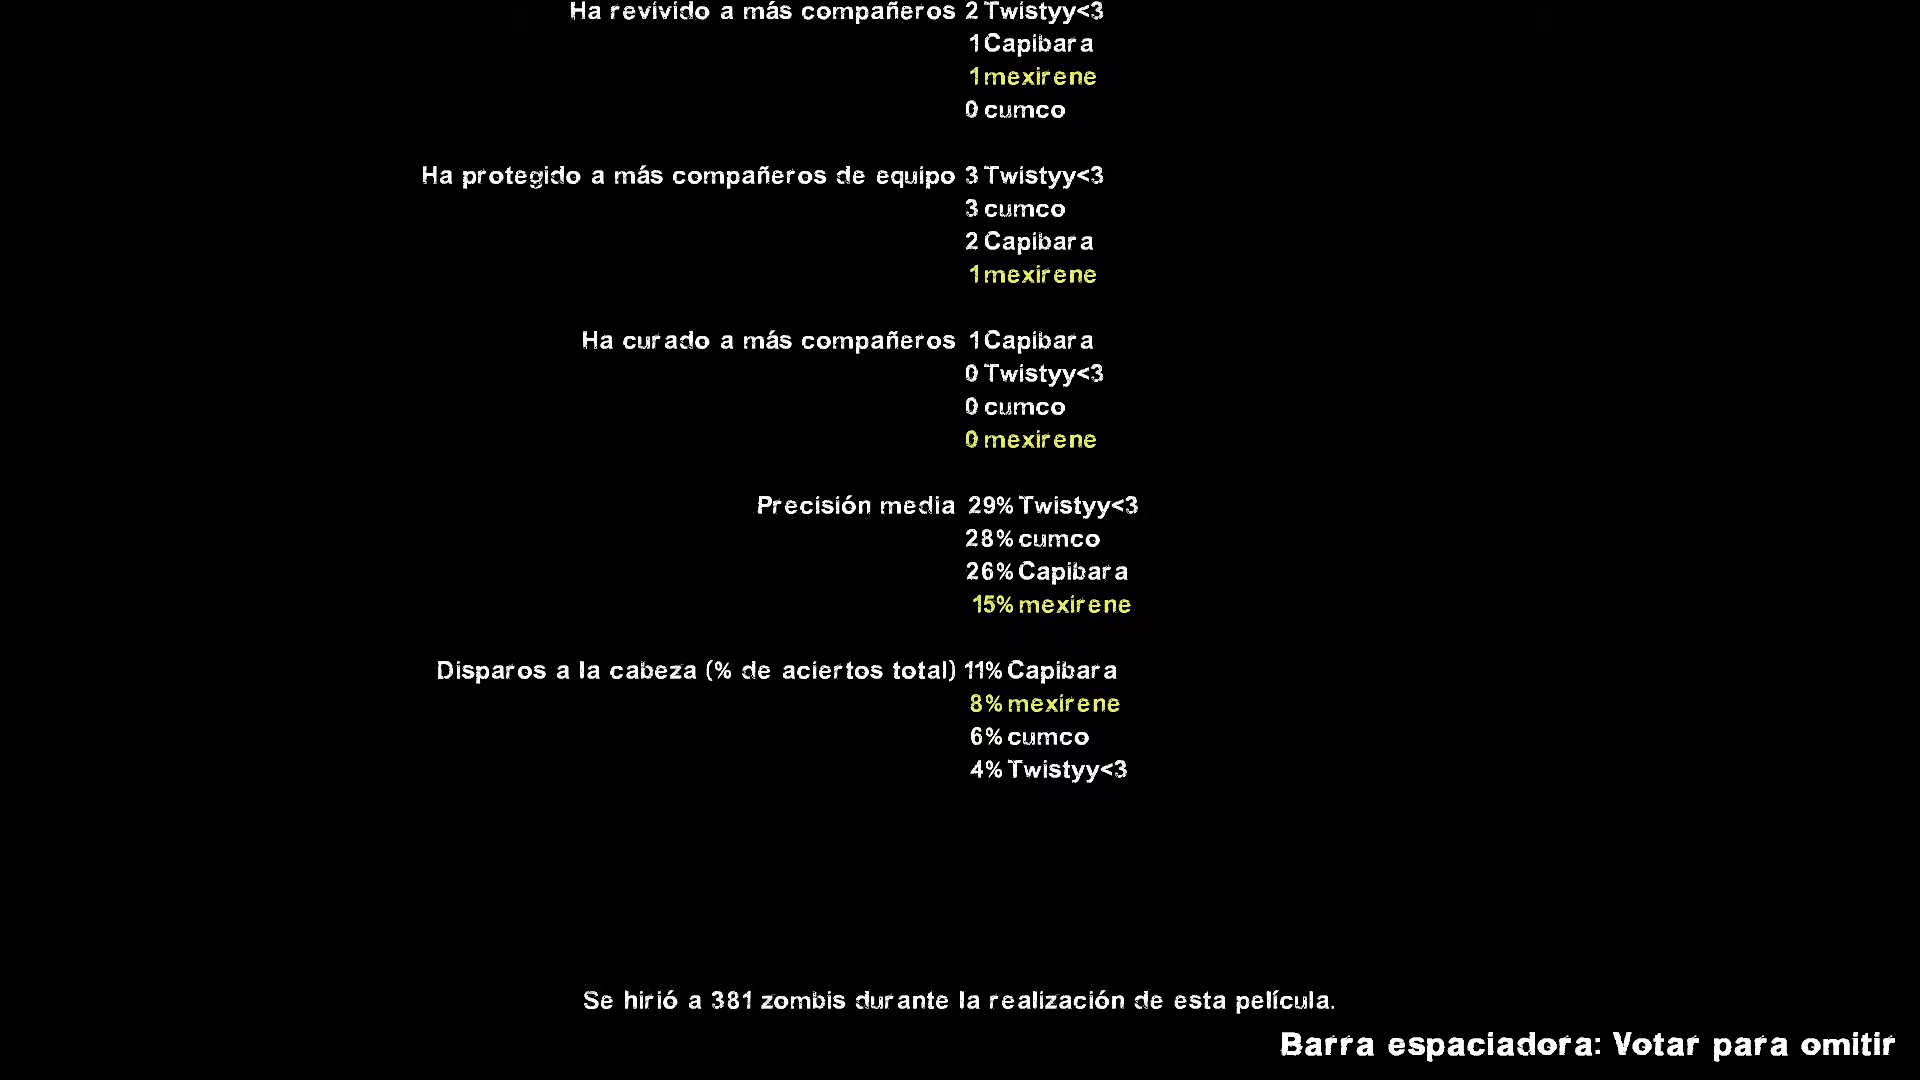 Ha revivido a más compañeros 2 Twistyy<3
1 Capibara
1 mexirene
0 cumco
Ha protegido a más compañeros de equipo 3 Twistyy<3
3 cumco
2 Capibara
1 mexirene
Ha curado a más compañeros 1 Capibara
0 Twistyy<3
0 cumco
0 mexirene
Precisión media 29% Twistyy<3
28% cumco
26% Capibara
15% mexirene
Disparos a la cabeza (% de aciertos total) 11% Capibara
8% mexirene
6% cumco
4% Twistyy<3
Se hirió a 381 zombis durante la realización de esta película.
Barra espaciadora: Votar para omitir